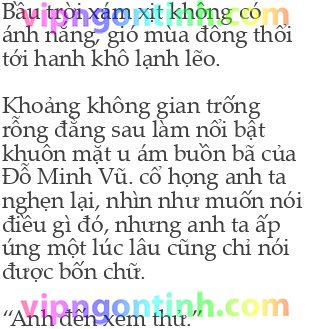 Bầu trời xám xịt không có
vipngontinh.com
ánh nắng, gió mùa đông thổi
tới hanh khô lạnh lẽo.
Khoảng không gian trống
rỗng đằng sau làm nổi bật
khuôn mặt u ám buồn bã của
Đỗ Minh Vũ. cổ họng anh ta
nghẹn lại, nhìn như muốn nói
điều gì đó, nhưng anh ta ấp
úng một lúc lâu cũng chỉ nói
được bốn chữ.
vipngontinh.com
“Anh đến xem thử.”